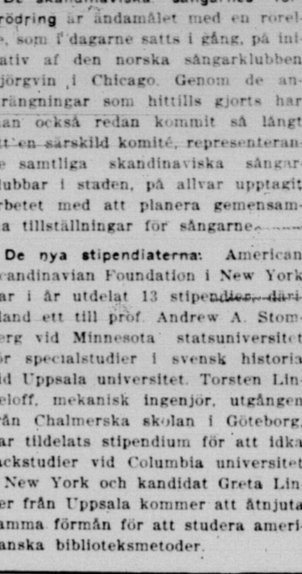 De skandinaviska sångarnes för-
rödring är ändamålet med en rörel-
e, som i dagarne satts i gång, på ini-
ativ af den norska sångarklubben
jörgvin i Chicago. Genom de an-
rängningar som hittills gjorts har
an också redan kommit så långt
tt en särskild komité, representeran-
e samtliga skandinaviska sångar-
lubbar i staden, på allvar upptagit
rbetet med att planera gemensam-
a tillställningar för sångarne.
De nya stipendiaterna. American
candinavian Foundation i New York
ar i år utdelat 13 stipendier, däri-
land ett till prof. Andrew A. Stom-
erg vid Minnesota statsuniversitet
ör specialstudier i svensk historia
id Uppsala universitet. Torsten Lin-
eloff, mekanisk ingenjör, utgången
rån Chalmerska skolan i Göteborg,
ar tildelats stipendium för att idka
ackstudier vid Columbia universitet
New York och kandidat Greta Lin-
er från Uppsala kommer att åtnjuta
amma förmån för att studera ameri-
anska biblioteksmetoder.